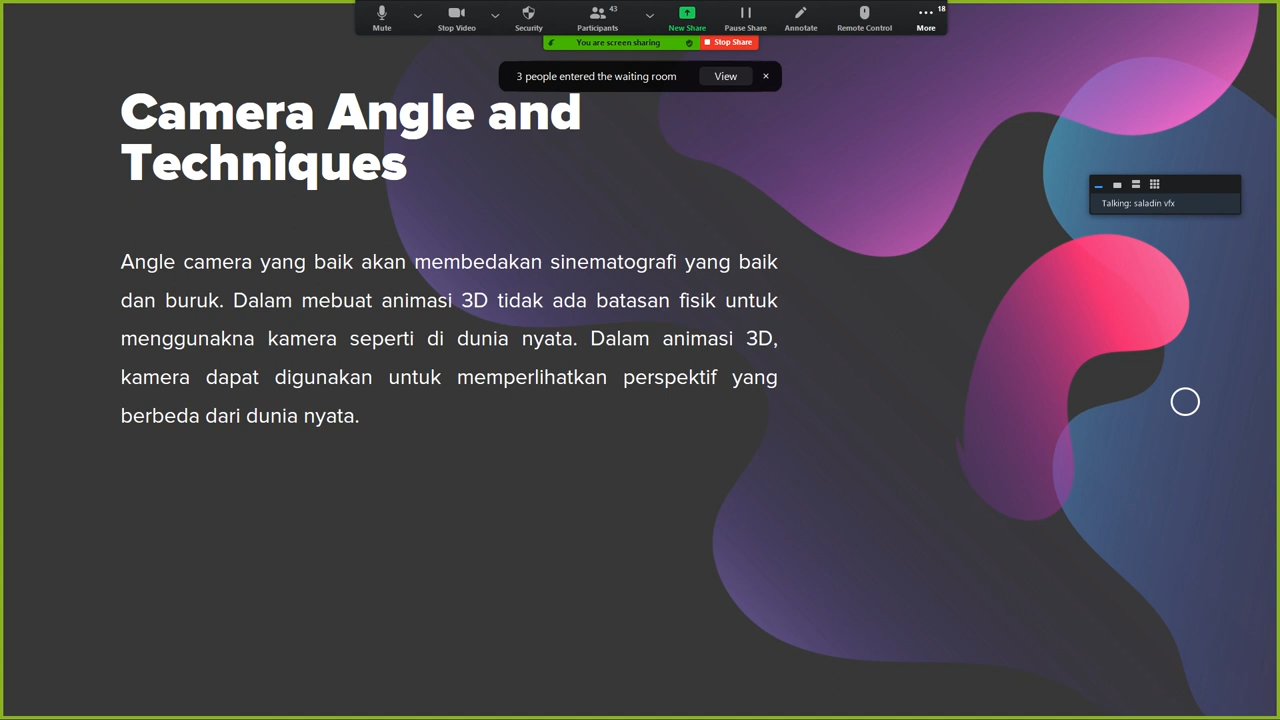 43
18
Mute
Stop Video
Security
Participants
New Share
Pause Share
Annotate
Remote Control
More
You are screen sharing
Stop Share
3 people entered the waiting room
View
Camera Angle and
Techniques
Talking: saladin vfx
Angle camera yang baik akan membedakan sinematografi yang baik
dan buruk. Dalam mebuat animasi 3D tidak ada batasan fisik untuk
menggunakna kamera seperti di dunia nyata. Dalam animasi 3D,
kamera dapat digunakan untuk memperlihatkan perspektif yang
berbeda dari dunia nyata.